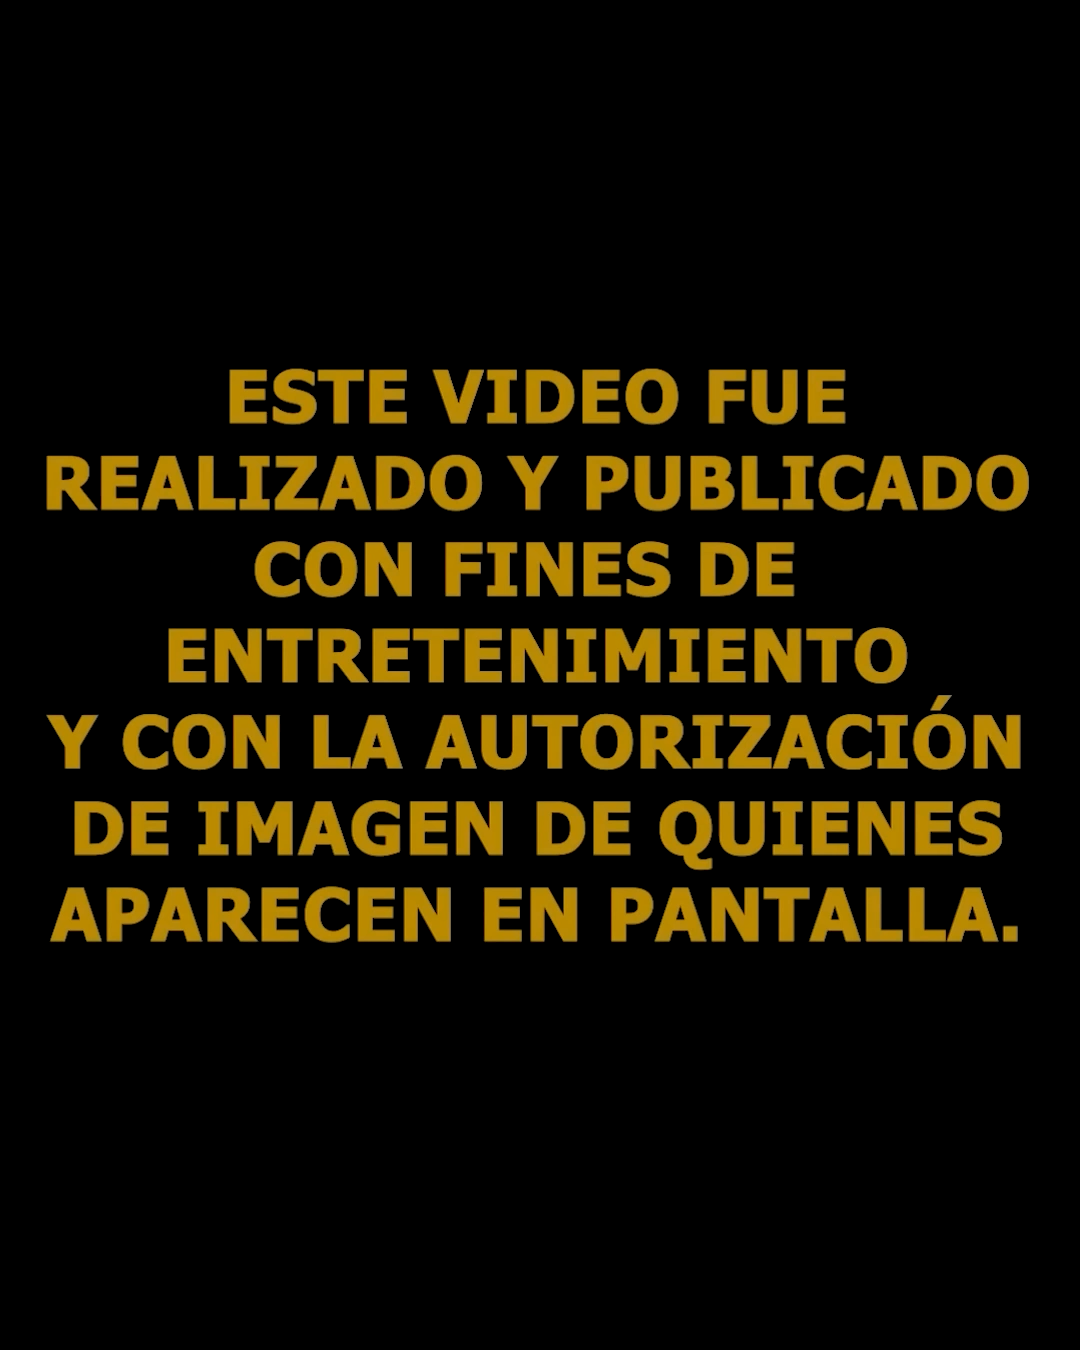 ESTE VIDEO FUE
REALIZADO Y PUBLICADO
CON FINES DE
ENTRETENIMIENTO
Y CON LA AUTORIZACIÓN
DE IMAGEN DE QUIENES
APARECEN EN PANTALLA.